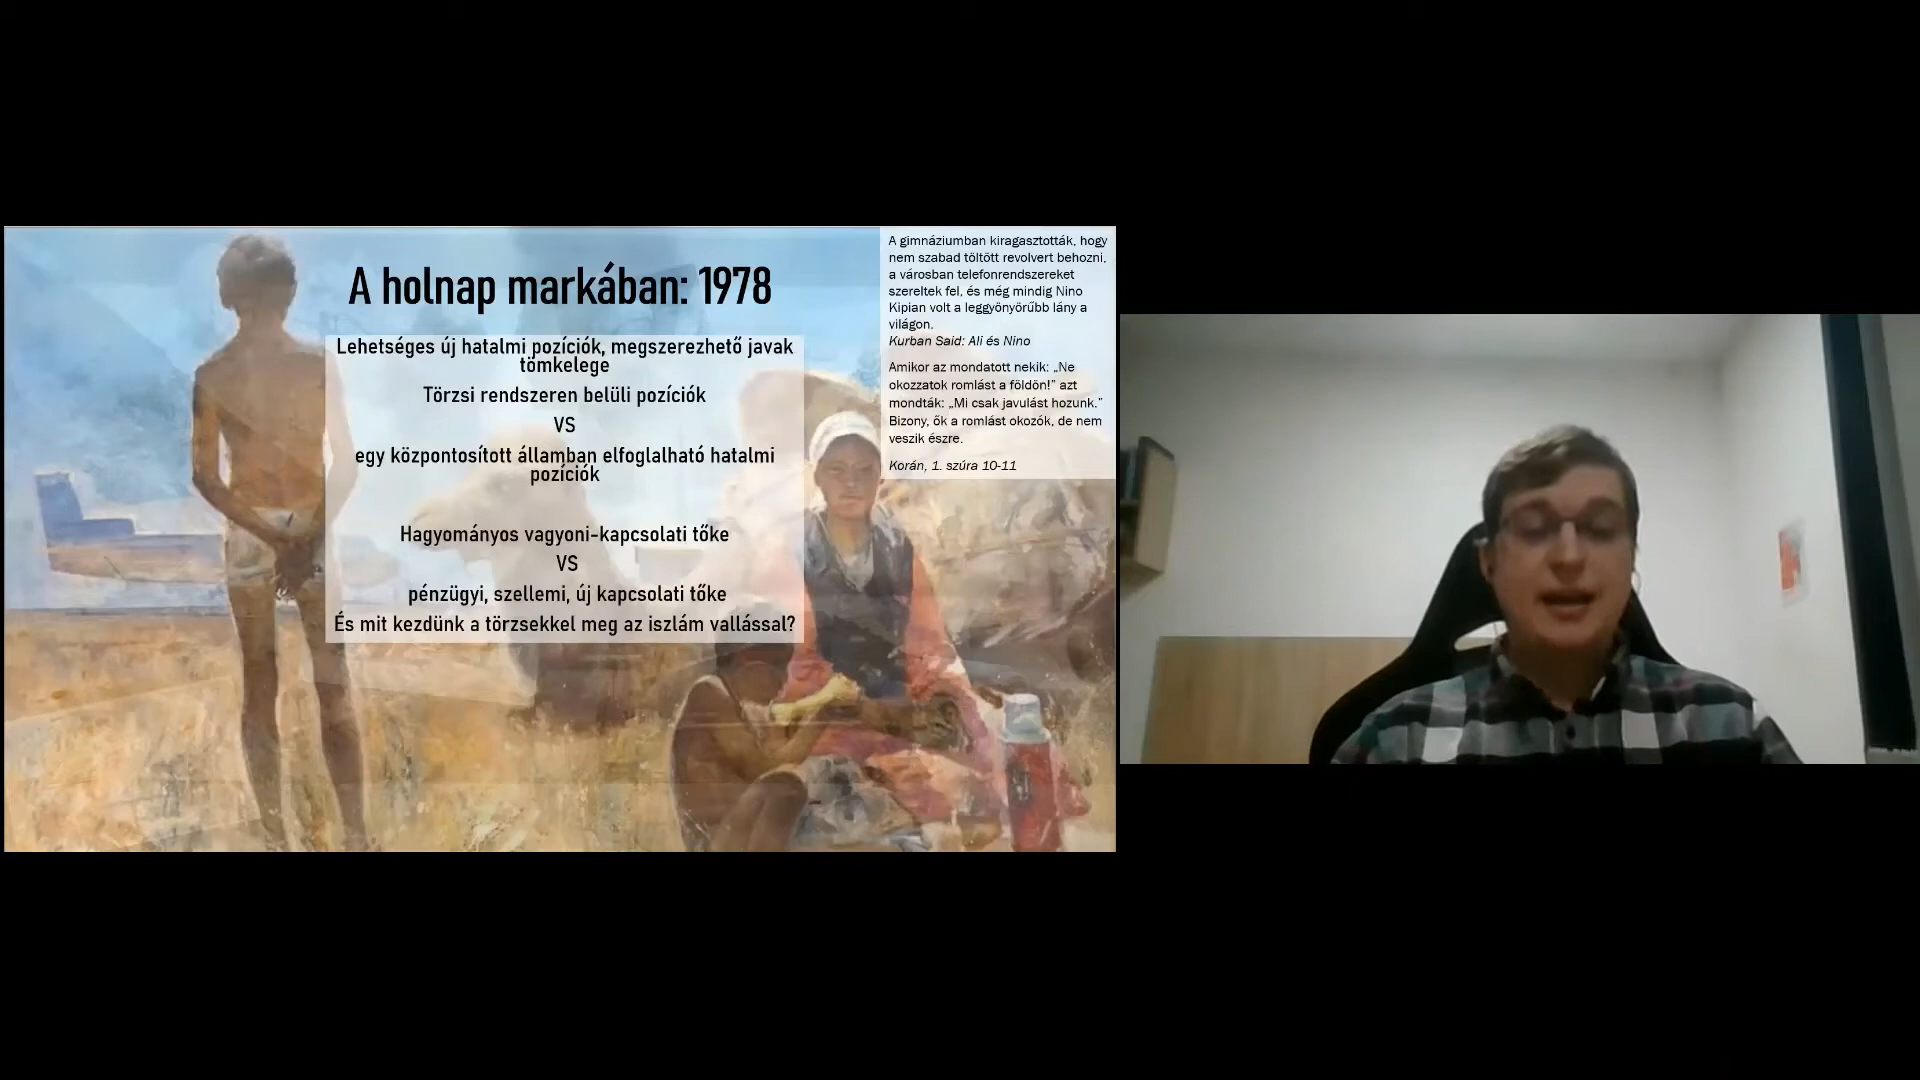 A holnap markában: 1978
Lehetséges új hatalmi pozíciók, megszerezhető javak
tömkelege
Törzsi rendszeren belüli pozíciók
VS
egy központosított államban elfoglalható hatalmi
pozíciók
Hagyományos vagyoni-kapcsolati tőke
VS
pénzügyi, szellemi, új kapcsolati tőke
És mit kezdünk a törzsekkel meg az iszlám vallással?
A gimnáziumban kiragasztották, hogy
nem szabad töltött revolvert behozni,
a városban telefonrendszereket
szereltek fel, és még mindig Nino
Kipian volt a leggyönyörűbb lány a
világon.
Kurban Said: Ali és Nino
Amikor az mondatott nekik: „Ne
okozzatok romlást a földön!” azt
mondták: „Mi csak javulást hozunk.”
Bizony, ők a romlást okozók, de nem
veszik észre.
Korán, 1. szúra 10-11